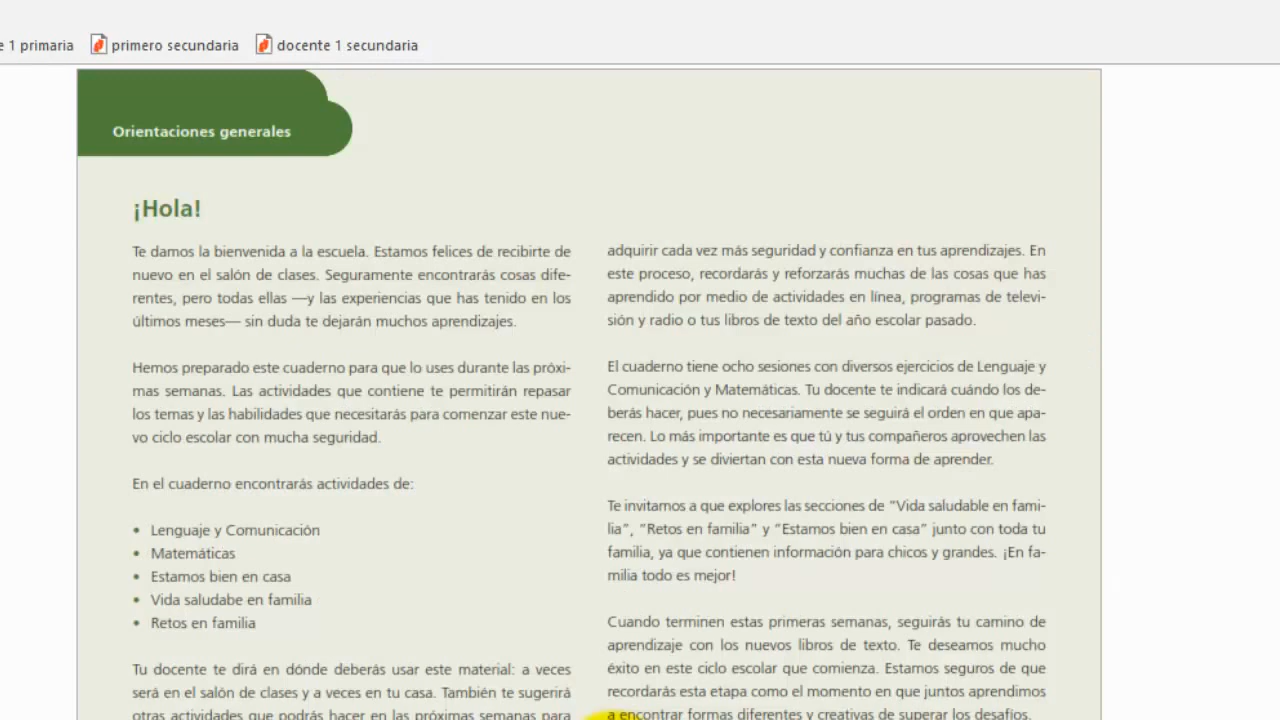 e 1 primaria
primero secundaria
docente 1 secundaria
Orientaciones generales
¡Hola!
Te damos la bienvenida a la escuela. Estamos felices de recibirte de
nuevo en el salón de clases. Seguramente encontrarás cosas dife-
rentes, pero todas ellas —y las experiencias que has tenido en los
últimos meses— sin duda te dejarán muchos aprendizajes.
Hemos preparado este cuaderno para que lo uses durante las próxi-
mas semanas. Las actividades que contiene te permitirán repasar
los temas y las habilidades que necesitarás para comenzar este nue-
vo ciclo escolar con mucha seguridad.
En el cuaderno encontrarás actividades de:
• Lenguaje y Comunicación
• Matemáticas
• Estamos bien en casa
• Vida saludabe en familia
• Retos en familia
Tu docente te dirá en dónde deberás usar este material: a veces
será en el salón de clases y a veces en tu casa. También te sugerirá
otras actividades que podrás hacer en las próximas semanas para
adquirir cada vez más seguridad y confianza en tus aprendizajes. En
este proceso, recordarás y reforzarás muchas de las cosas que has
aprendido por medio de actividades en línea, programas de televi-
sión y radio o tus libros de texto del año escolar pasado.
El cuaderno tiene ocho sesiones con diversos ejercicios de Lenguaje y
Comunicación y Matemáticas. Tu docente te indicará cuándo los de-
berás hacer, pues no necesariamente se seguirá el orden en que apa-
recen. Lo más importante es que tú y tus compañeros aprovechen las
actividades y se diviertan con esta nueva forma de aprender.
Te invitamos a que explores las secciones de “Vida saludable en fami-
lia”, “Retos en familia” y “Estamos bien en casa” junto con toda tu
familia, ya que contienen información para chicos y grandes. ¡En fa-
milia todo es mejor!
Cuando terminen estas primeras semanas, seguirás tu camino de
aprendizaje con los nuevos libros de texto. Te deseamos mucho
éxito en este ciclo escolar que comienza. Estamos seguros de que
recordarás esta etapa como el momento en que juntos aprendimos
a encontrar formas diferentes y creativas de superar los desafíos.